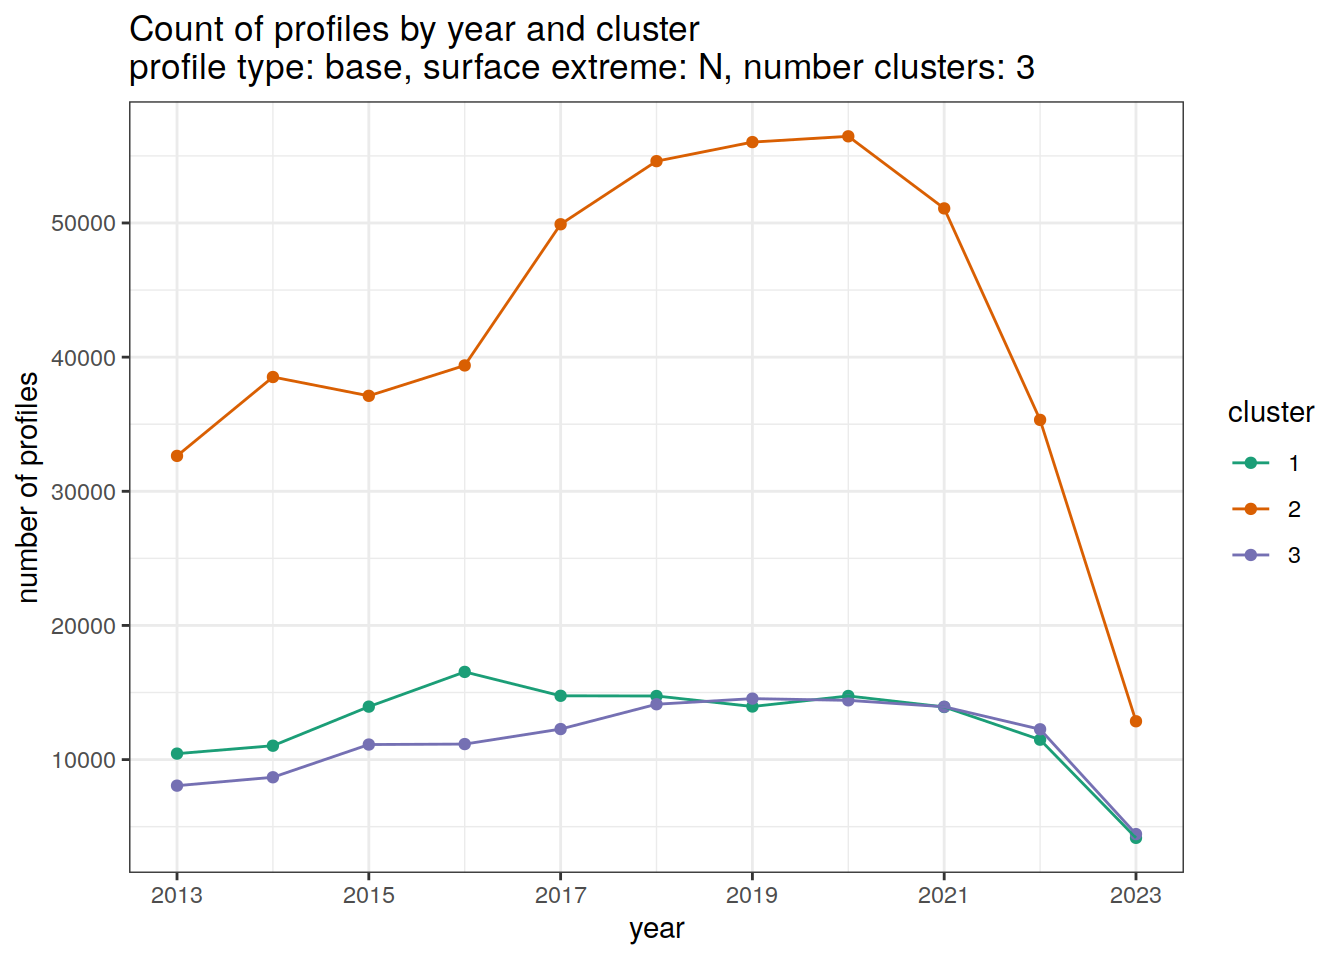 Count of profiles by year and cluster
profile type: base, surface extreme: N, number clusters: 3
50000
40000
30000
20000
10000
number of profiles
2013 2015 2017 2019 2021 2023
year
cluster
1
2
3